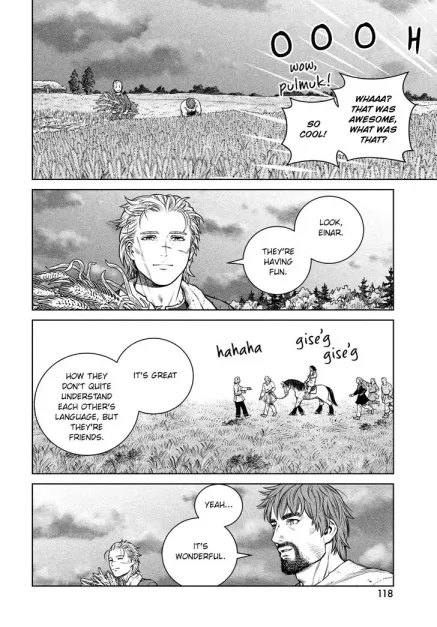 OOOH
WOW,
PULMUK!
WHAAA?
THAT WAS
AWESOME,
WHAT WAS
THAT?
SO
COOL!
LOOK,
EINAR.
THEY'RE
HAVING
FUN.
gise'g
gise'g
hahaha
IT'S GREAT
HOW THEY
DON'T QUITE
UNDERSTAND
EACH OTHER'S
LANGUAGE,
BUT
THEY'RE
FRIENDS.
YEAH...
IT'S
WONDERFUL.
118